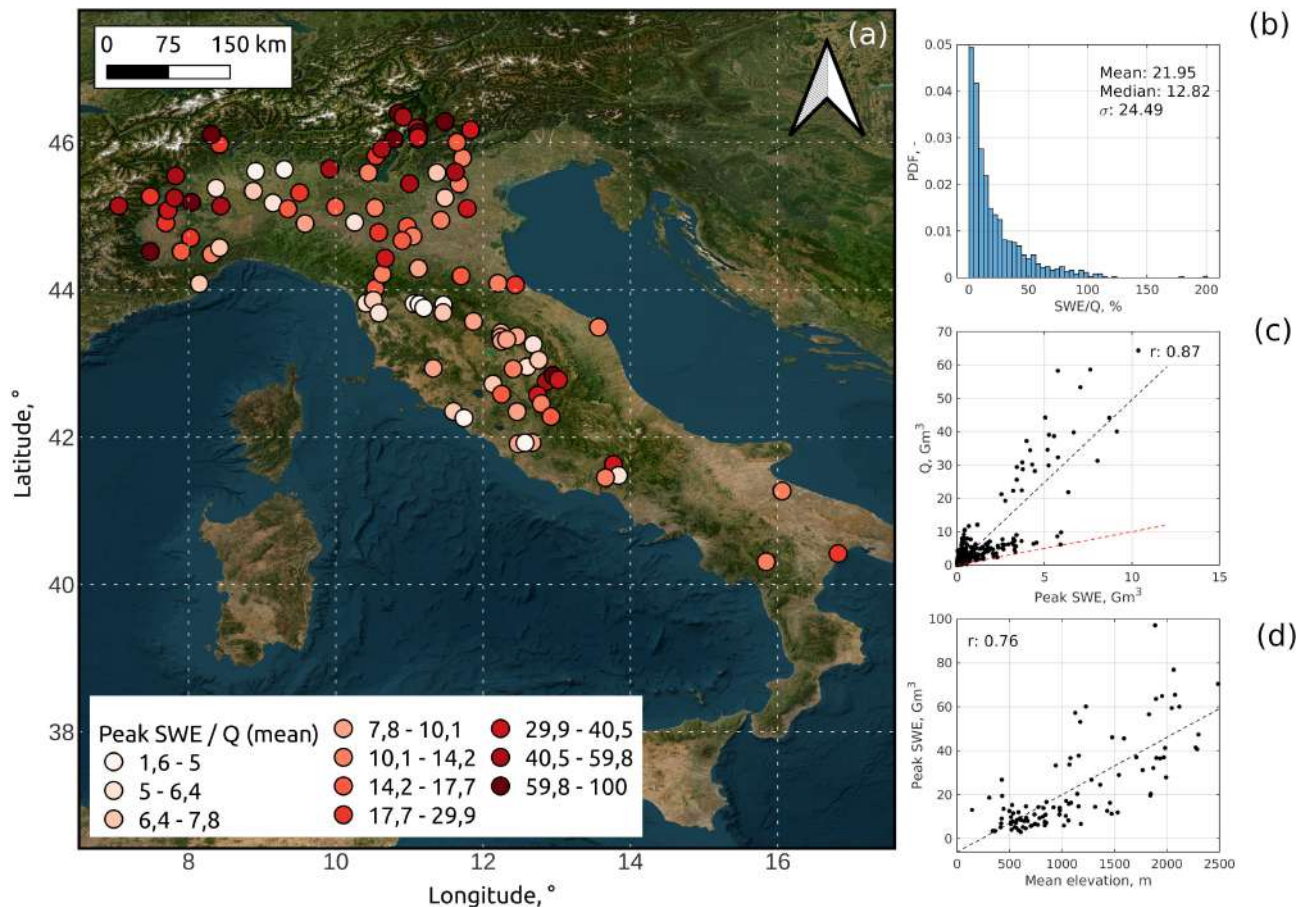 (a)
0 75 150 km
46
44
42
40
38
Latitude, °
8 10 12 14 16
Longitude, °
Peak SWE / Q (mean)
1,6 - 5
5 - 6,4
6,4 - 7,8
7,8 - 10,1
10,1 - 14,2
14,2 - 17,7
17,7 - 29,9
29,9 - 40,5
40,5 - 59,8
59,8 - 100
(b)
0.05
0.04
0.03
0.02
0.01
0
PDF, -
Mean: 21.95
Median: 12.82
σ: 24.49
0 50 100 150 200
SWE/Q, %
(c)
70
60
50
40
30
20
10
0
Q, Gm³
r: 0.87
0 5 10 15
Peak SWE, Gm³
(d)
100
80
60
40
20
0
Peak SWE, Gm³
r: 0.76
0 500 1000 1500 2000 2500
Mean elevation, m